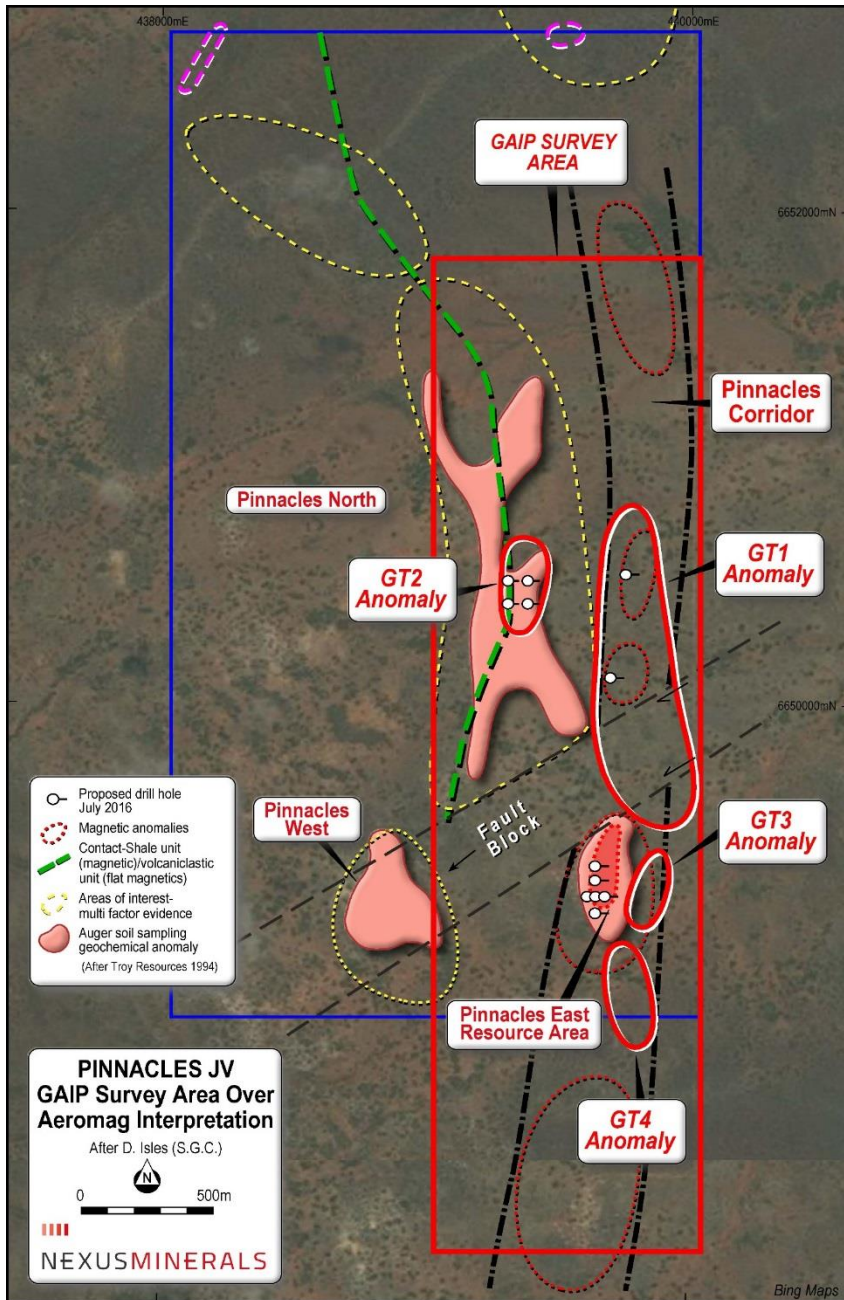 438000mE
440000mE
GAIP SURVEY
AREA
6652000mN
Pinnacles
Corridor
Pinnacles North
GT2
Anomaly
GT1
Anomaly
6650000mN
Proposed drill hole
July 2016
Magnetic anomalies
Contact-Shale unit
(magnetic)/volcaniclastic
unit (flat magnetics)
Areas of interest-
multi factor evidence
Auger soil sampling
geochemical anomaly
(After Troy Resources 1994)
Pinnacles
West
Fault
Block
GT3
Anomaly
Pinnacles East
Resource Area
GT4
Anomaly
PINNACLES JV
GAIP Survey Area Over
Aeromag Interpretation
After D. Isles (S.G.C.)
N
0 500m
NEXUSMINERALS
Bing Maps